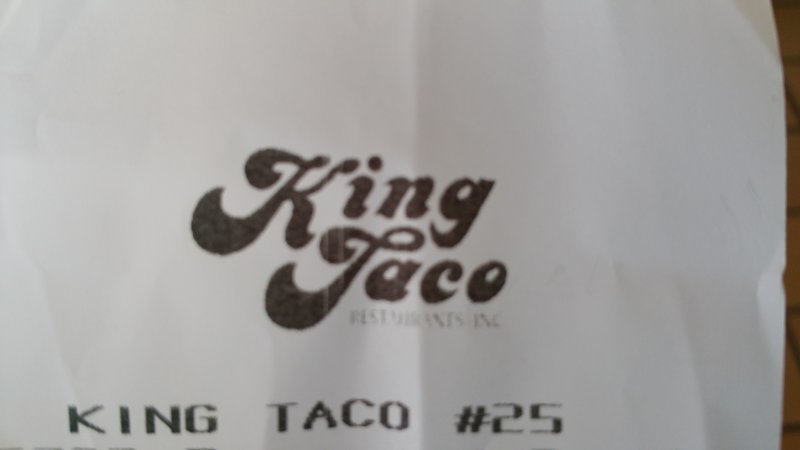 King
Taco
RESTAURANTS INC
KING TACO #25